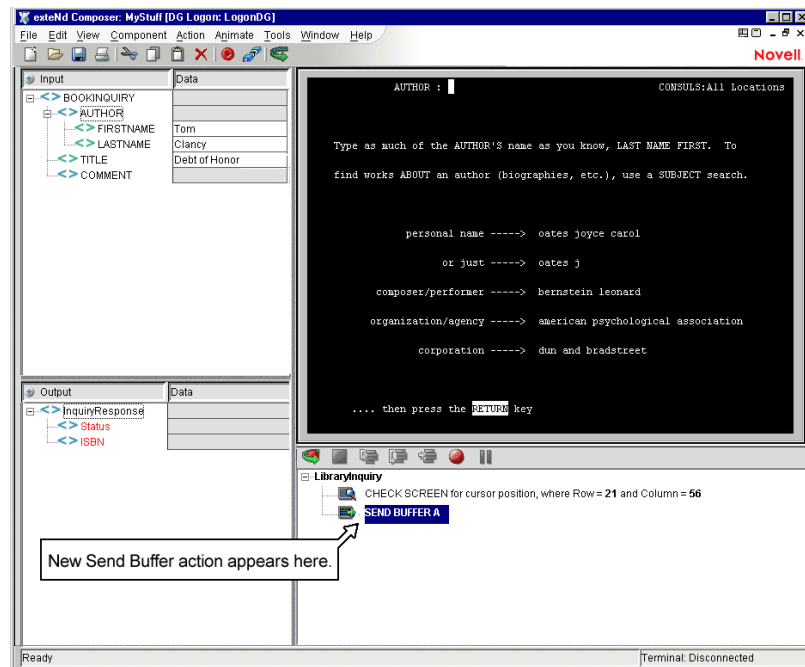 exteNd Composer: MyStuff [DG Logon: LogonDG]
File Edit View Component Action Animate Tools Window Help
Novell.
Input Data
BOOKINQUIRY
AUTHOR
FIRSTNAME Tom
LASTNAME Clancy
TITLE Debt of Honor
COMMENT
AUTHOR : CONSULS:All Locations
Type as much of the AUTHOR'S name as you know, LAST NAME FIRST. To
find works ABOUT an author (biographies, etc.), use a SUBJECT search.
personal name -----> oates joyce carol
or just -----> oates j
composer/performer -----> bernstein leonard
organization/agency -----> american psychological association
corporation -----> dun and bradstreet
.... then press the RETURN key
Output Data
InquiryResponse
Status
ISBN
LibraryInquiry
CHECK SCREEN for cursor position, where Row = 21 and Column = 56
SEND BUFFER A
New Send Buffer action appears here.
Ready Terminal: Disconnected